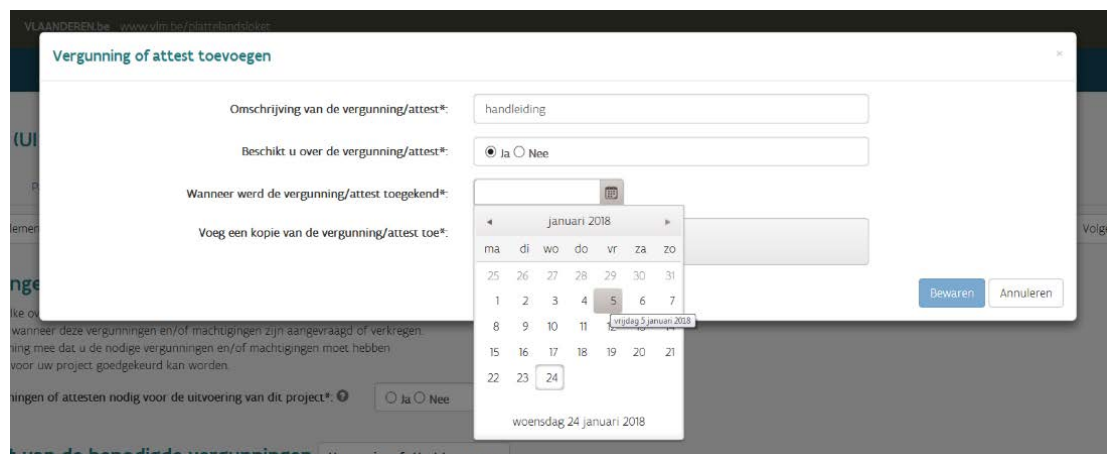 VLAANDEREN.be www.vlm.be/plattelandsloket
Vergunning of attest toevoegen ×
Omschrijving van de vergunning/attest*: handleiding
(UI
Beschikt u over de vergunning/attest*: Ja Nee
Wanneer werd de vergunning/attest toegekend*:
Voeg een kopie van de vergunning/attest toe*:
januari 2018
ma di wo do vr za zo
25 26 27 28 29 30 31
1 2 3 4 5 6 7
vrijdag 5 januari 2018
8 9 10 11
15 16 17 18 19 20 21
22 23 24
woensdag 24 januari 2018
Bewaren Annuleren
wanneer deze vergunningen en/of machtigingen zijn aangevraagd of verkregen.
ning mee dat u de nodige vergunningen en/of machtigingen moet hebben
voor uw project goedgekeurd kan worden.
ningen of attesten nodig voor de uitvoering van dit project*: Ja Nee